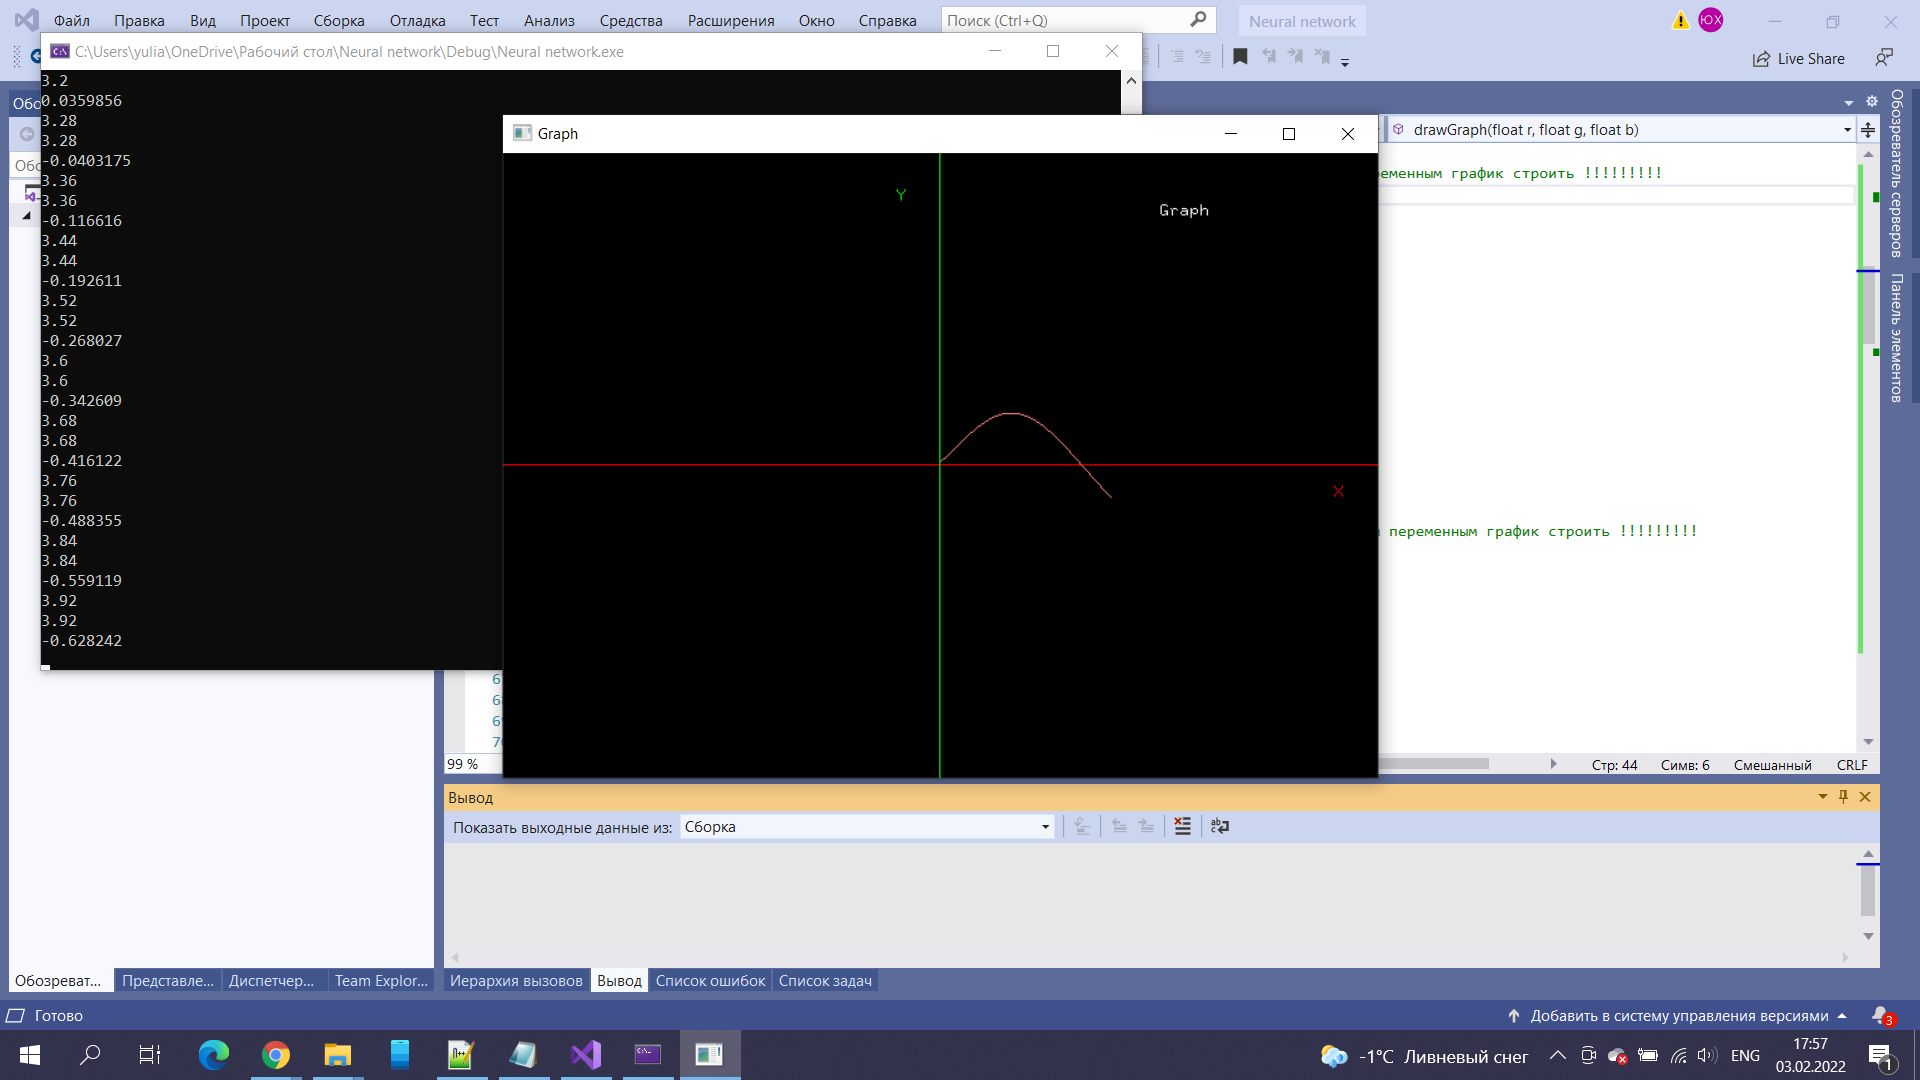 Файл Правка Вид Проект Сборка Отладка Тест Анализ Средства Расширения Окно Справка Поиск (Ctrl+Q) Neural network ЮХ
C:\Users\yulia\OneDrive\Рабочий стол\Neural network\Debug\Neural network.exe
Live Share
3.2
0.0359856
3.28
3.28
-0.0403175
3.36
3.36
-0.116616
3.44
3.44
-0.192611
3.52
3.52
-0.268027
3.6
3.6
-0.342609
3.68
3.68
-0.416122
3.76
3.76
-0.488355
3.84
3.84
-0.559119
3.92
3.92
-0.628242
Graph
Y
Graph
X
drawGraph(float r, float g, float b)
еменным график строить !!!!!!!!!
переменным график строить !!!!!!!!!
Обозреватель серверов
Панель элементов
99 %
Стр: 44 Симв: 6 Смешанный CRLF
Вывод
Показать выходные данные из: Сборка
Обозреват... Представле... Диспетчер... Team Explor... Иерархия вызовов Вывод Список ошибок Список задач
Готово
Добавить в систему управления версиями 3
-1°C Ливневый снег ENG
17:57
03.02.2022
1